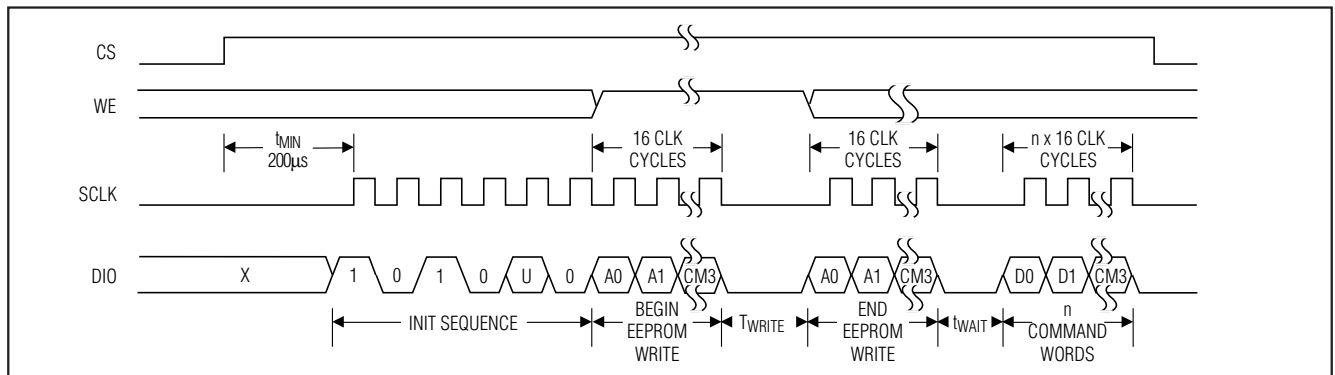 CS
WE
tMIN
200µs
16 CLK
CYCLES
16 CLK
CYCLES
n x 16 CLK
CYCLES
SCLK
DIO
X 1 0 1 0 U 0 A0 A1 CM3 A0 A1 CM3 D0 D1 CM3
INIT SEQUENCE
BEGIN
EEPROM
WRITE
TWRITE
END
EEPROM
WRITE
tWAIT
n
COMMAND
WORDS